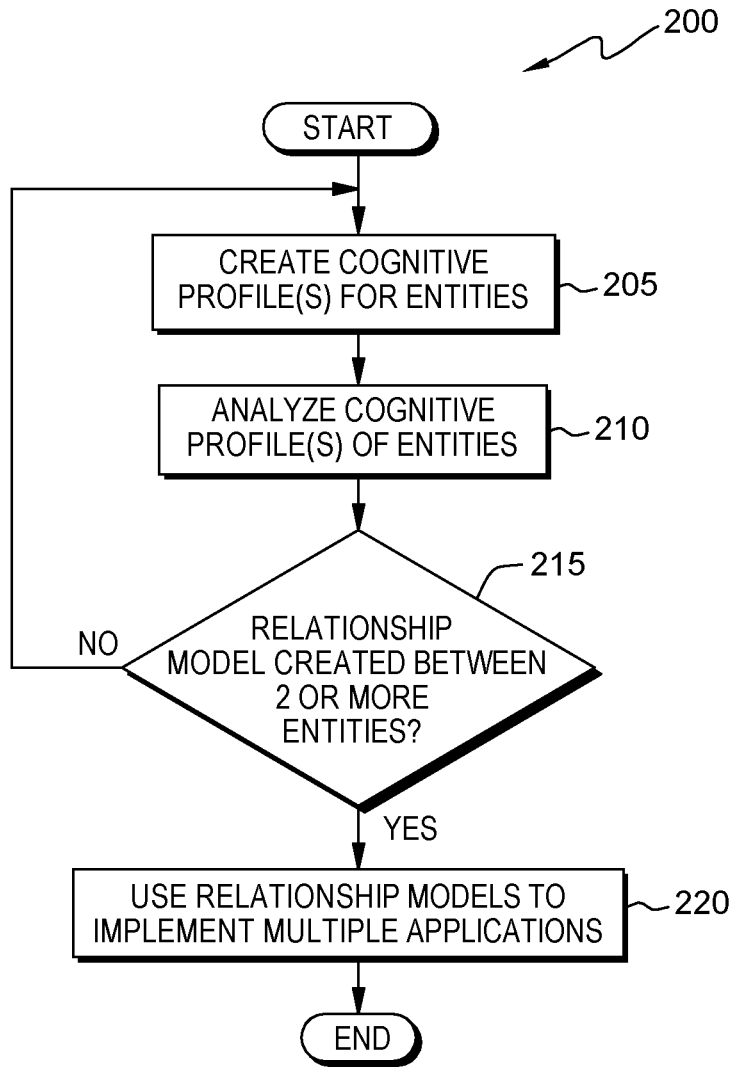 200
START
CREATE COGNITIVE
PROFILE(S) FOR ENTITIES
205
ANALYZE COGNITIVE
PROFILE(S) OF ENTITIES
210
215
RELATIONSHIP
MODEL CREATED BETWEEN
2 OR MORE
ENTITIES?
NO
YES
USE RELATIONSHIP MODELS TO
IMPLEMENT MULTIPLE APPLICATIONS
220
END